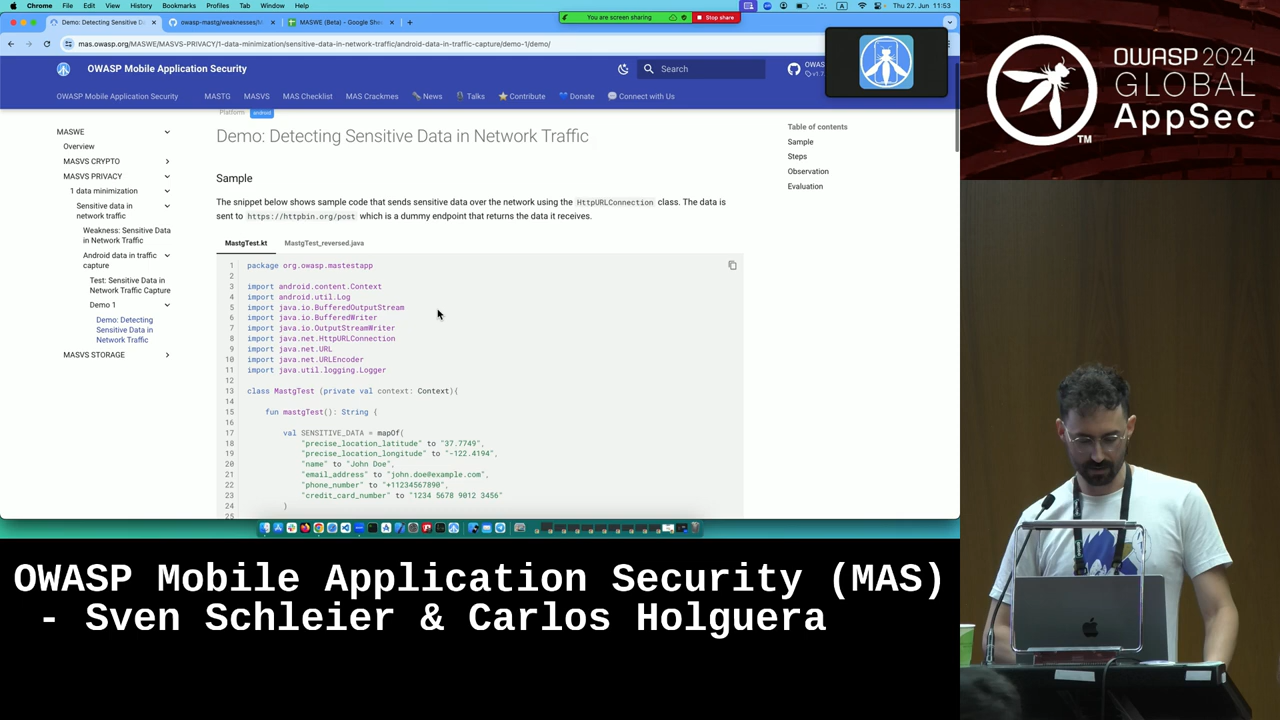 Chrome File Edit View History Bookmarks Profiles Tab Window Help
You are screen sharing Stop share
Thu 27. Jun 11:53
Demo: Detecting Sensitive Da
owasp-mastg/weaknesses/M
MASWE (Beta) - Google She
mas.owasp.org/MASWE/MASVS-PRIVACY/1-data-minimization/sensitive-data-in-network-traffic/android-data-in-traffic-capture/demo-1/demo/
OWASP Mobile Application Security
Search
OWAS
OWASP Mobile Application Security MASTG MASVS MAS Checklist MAS Crackmes News Talks Contribute Donate Connect with Us
MASWE
Overview
MASVS CRYPTO
MASVS PRIVACY
1 data minimization
Sensitive data in
network traffic
Weakness: Sensitive Data
in Network Traffic
Android data in traffic
capture
Test: Sensitive Data in
Network Traffic Capture
Demo 1
Demo: Detecting
Sensitive Data in
Network Traffic
MASVS STORAGE
Platform android
Demo: Detecting Sensitive Data in Network Traffic
Sample
The snippet below shows sample code that sends sensitive data over the network using the HttpURLConnection class. The data is
sent to https://httpbin.org/post which is a dummy endpoint that returns the data it receives.
MastgTest.kt MastgTest_reversed.java
1 package org.owasp.mastestapp
2
3 import android.content.Context
4 import android.util.Log
5 import java.io.BufferedOutputStream
6 import java.io.BufferedWriter
7 import java.io.OutputStreamWriter
8 import java.net.HttpURLConnection
9 import java.net.URL
10 import java.net.URLEncoder
11 import java.util.logging.Logger
12
13 class MastgTest (private val context: Context){
14
15 fun mastgTest(): String {
16
17 val SENSITIVE_DATA = mapOf(
18 "precise_location_latitude" to "37.7749",
19 "precise_location_longitude" to "-122.4194",
20 "name" to "John Doe",
21 "email_address" to "john.doe@example.com",
22 "phone_number" to "+11234567890",
23 "credit_card_number" to "1234 5678 9012 3456"
24 )
25
Table of contents
Sample
Steps
Observation
Evaluation
OWASP 2024
GLOBAL
AppSec
TM
OWASP Mobile Application Security (MAS)
- Sven Schleier & Carlos Holguera